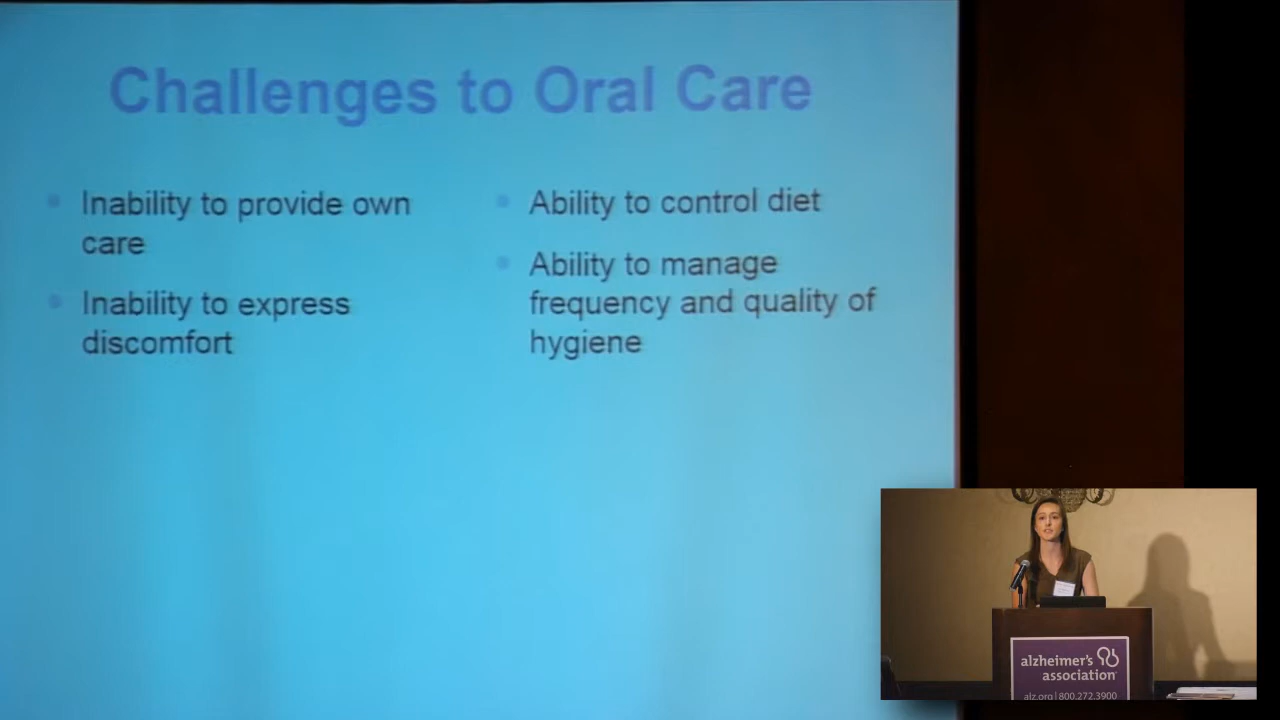 Challenges to Oral Care
Inability to provide own
care
Inability to express
discomfort
Ability to control diet
Ability to manage
frequency and quality of
hygiene
alzheimer's
association
alz.org|800.272.3900